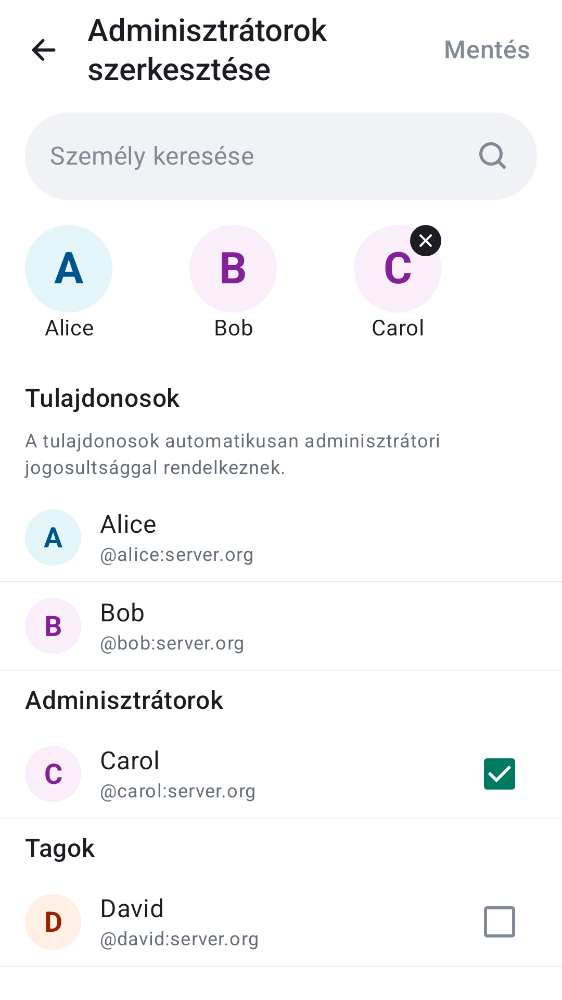 Adminisztrátorok
szerkesztése
Mentés
Személy keresése
A
B
C
Alice
Bob
Carol
Tulajdonosok
A tulajdonosok automatikusan adminisztrátori
jogosultsággal rendelkeznek.
A
Alice
@alice:server.org
B
Bob
@bob:server.org
Adminisztrátorok
C
Carol
@carol:server.org
Tagok
D
David
@david:server.org